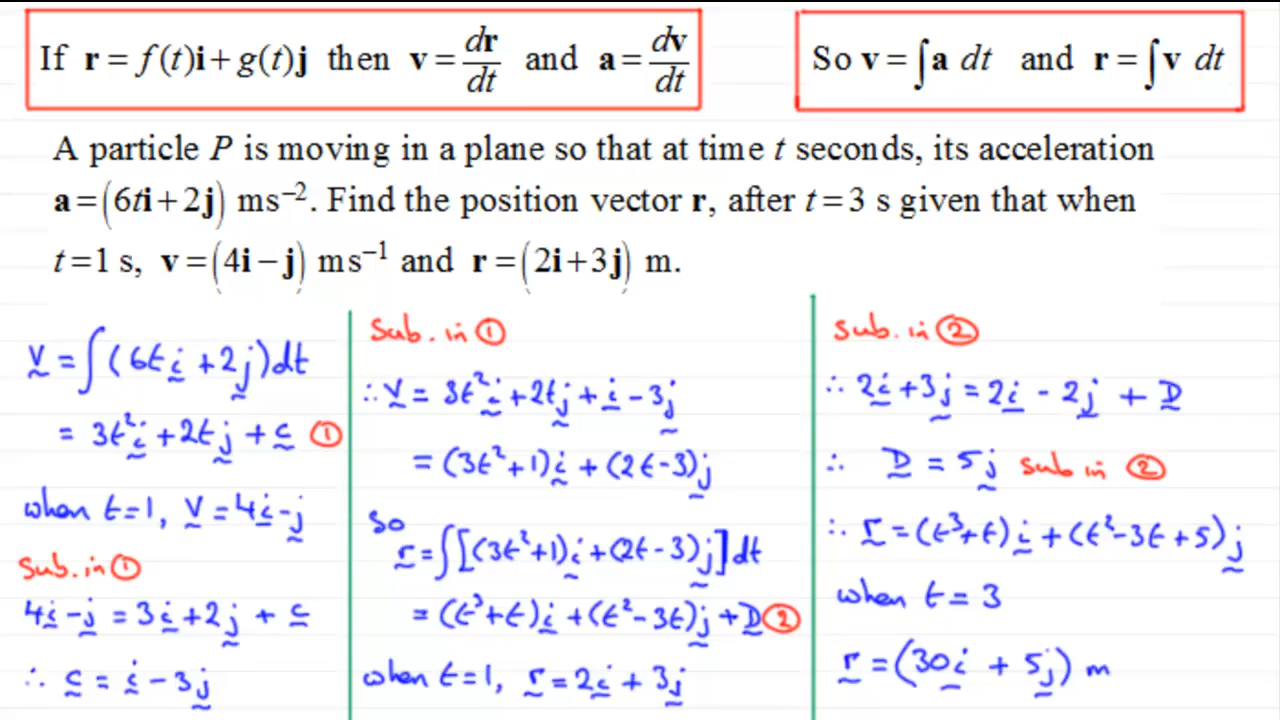 If r = f(t)i + g(t)j then v = dr/dt and a = dv/dt
So v = ∫a dt and r = ∫v dt
A particle P is moving in a plane so that at time t seconds, its acceleration
a = (6ti + 2j) ms⁻². Find the position vector r, after t = 3 s given that when
t = 1 s, v = (4i − j) ms⁻¹ and r = (2i + 3j) m.
v = ∫(6ti + 2j)dt
= 3t²i + 2tj + c ①
when t=1, v = 4i - j
Sub. in ①
4i - j = 3i + 2j + c
∴ c = i - 3j
Sub. in ①
∴ v = 3t²i + 2tj + i - 3j
= (3t²+1)i + (2t-3)j
so
r = ∫[(3t²+1)i + (2t-3)j]dt
= (t³+t)i + (t²-3t)j + D ②
when t=1, r = 2i + 3j
Sub. in ②
∴ 2i + 3j = 2i - 2j + D
∴ D = 5j sub in ②
∴ r = (t³+t)i + (t²-3t+5)j
when t = 3
r = (30i + 5j) m